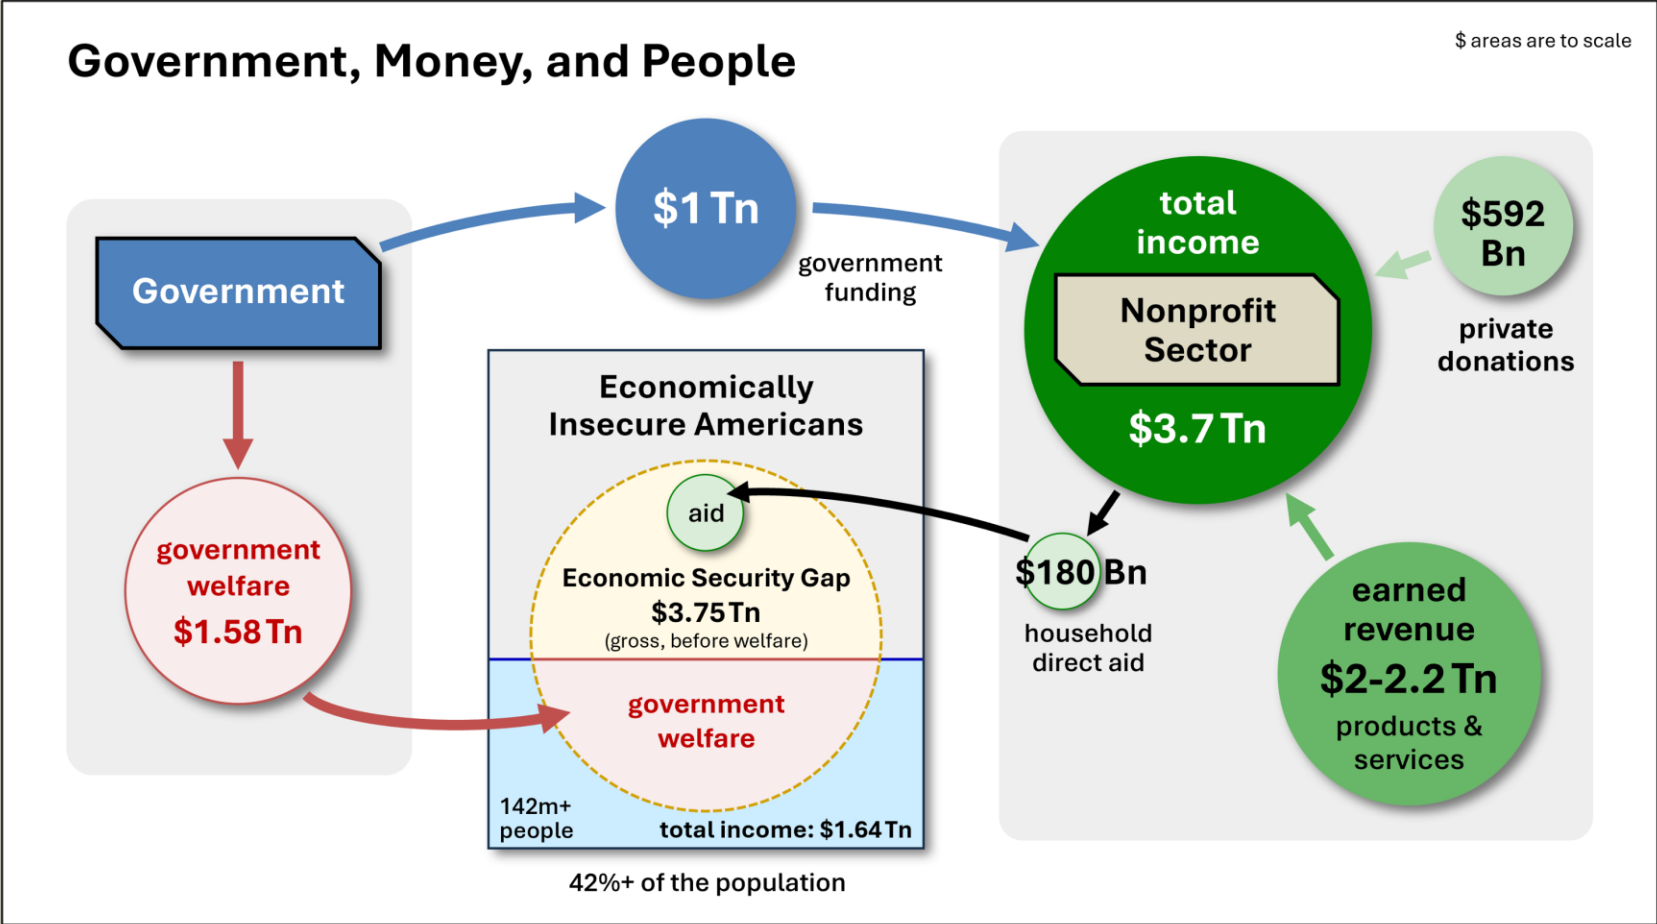 Government, Money, and People
$ areas are to scale
Government
$1 Tn
government
funding
total
income
Nonprofit
Sector
$3.7 Tn
$592
Bn
private
donations
government
welfare
$1.58 Tn
Economically
Insecure Americans
aid
Economic Security Gap
$3.75 Tn
(gross, before welfare)
government
welfare
142m+
people
total income: $1.64 Tn
42%+ of the population
$180 Bn
household
direct aid
earned
revenue
$2-2.2 Tn
products &
services